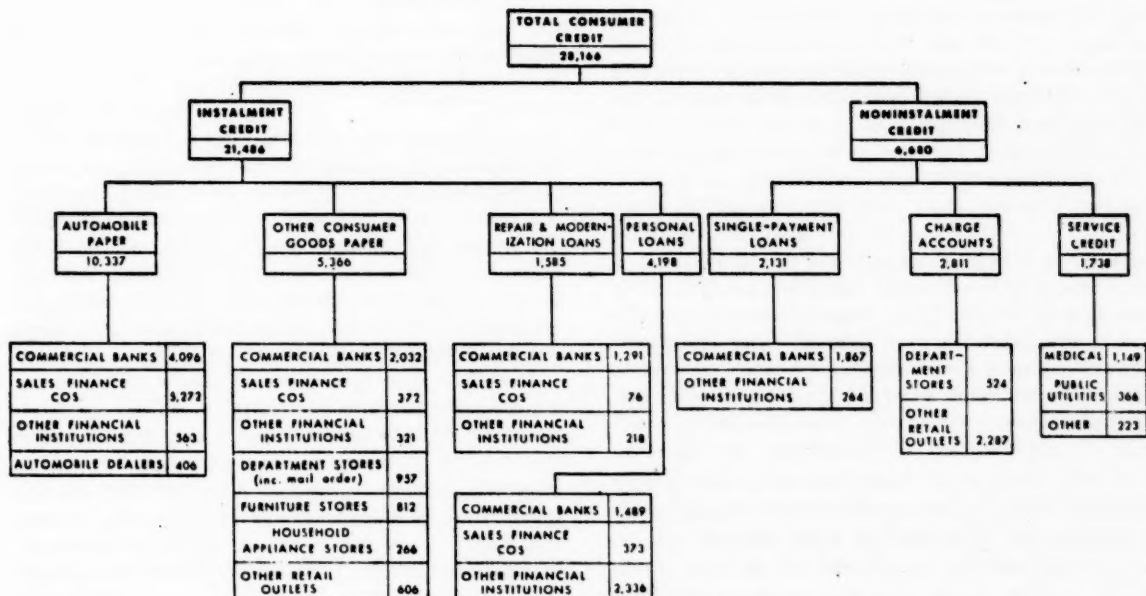 TOTAL CONSUMER
CREDIT
28,166
INSTALMENT
CREDIT
21,486
NONINSTALMENT
CREDIT
6,680
AUTOMOBILE
PAPER
10,337
OTHER CONSUMER
GOODS PAPER
5,366
REPAIR & MODERN-
IZATION LOANS
1,585
PERSONAL
LOANS
4,198
SINGLE-PAYMENT
LOANS
2,131
CHARGE
ACCOUNTS
2,811
SERVICE
CREDIT
1,738
COMMERCIAL BANKS 4,096
SALES FINANCE
COS 5,272
OTHER FINANCIAL
INSTITUTIONS 563
AUTOMOBILE DEALERS 406
COMMERCIAL BANKS 2,032
SALES FINANCE
COS 372
OTHER FINANCIAL
INSTITUTIONS 321
DEPARTMENT STORES
(inc. mail order) 957
FURNITURE STORES 812
HOUSEHOLD
APPLIANCE STORES 266
OTHER RETAIL
OUTLETS 606
COMMERCIAL BANKS 1,291
SALES FINANCE
COS 76
OTHER FINANCIAL
INSTITUTIONS 218
COMMERCIAL BANKS 1,489
SALES FINANCE
COS 373
OTHER FINANCIAL
INSTITUTIONS 2,336
COMMERCIAL BANKS 1,867
OTHER FINANCIAL
INSTITUTIONS 264
DEPART-
MENT
STORES 524
OTHER
RETAIL
OUTLETS 2,287
MEDICAL 1,149
PUBLIC
UTILITIES 366
OTHER 223